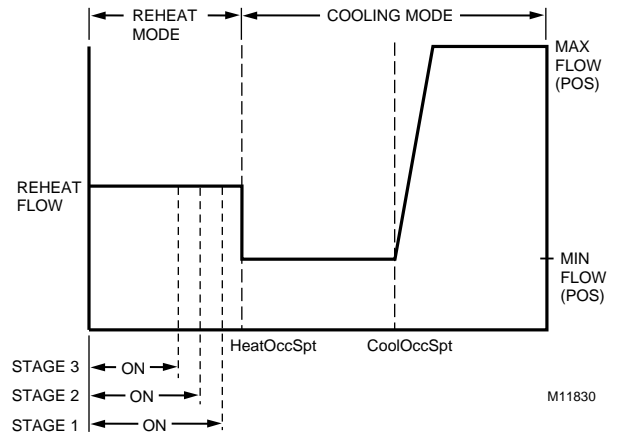 REHEAT
MODE
COOLING MODE
MAX
FLOW
(POS)
REHEAT
FLOW
MIN
FLOW
(POS)
HeatOccSpt
CoolOccSpt
STAGE 3
ON
STAGE 2
ON
M11830
STAGE 1
ON